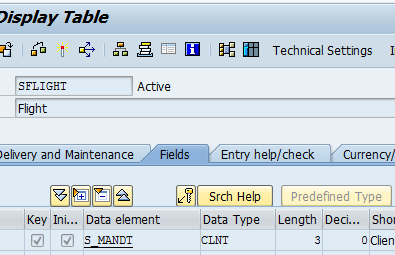 Display Table
Technical Settings
SFLIGHT Active
Flight
Delivery and Maintenance Fields Entry help/check Currency/
Srch Help Predefined Type
Key Ini... Data element Data Type Length Deci... Shor
S_MANDT CLNT 3 0 Client